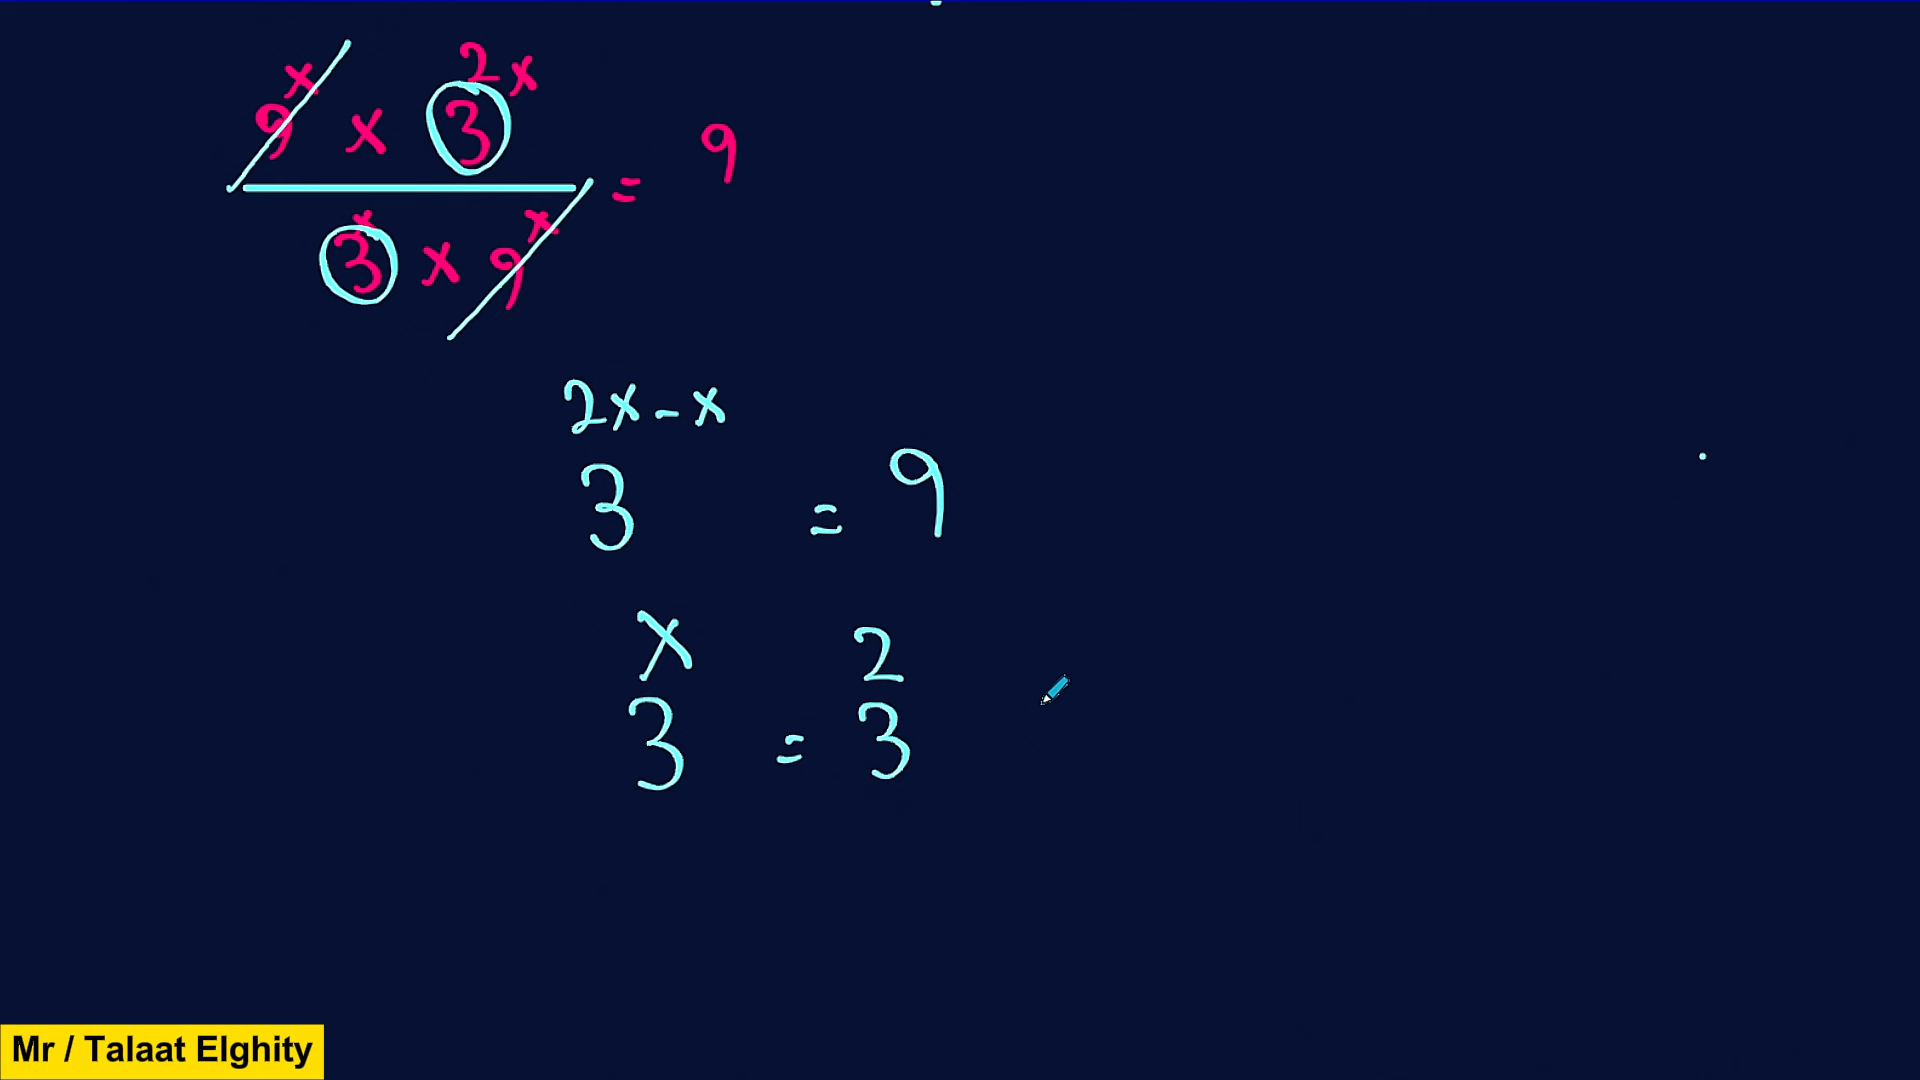 9^x × 3^2x
3^x × 9^x
= 9
3^2x-x = 9
3^x = 3^2
Mr / Talaat Elghity